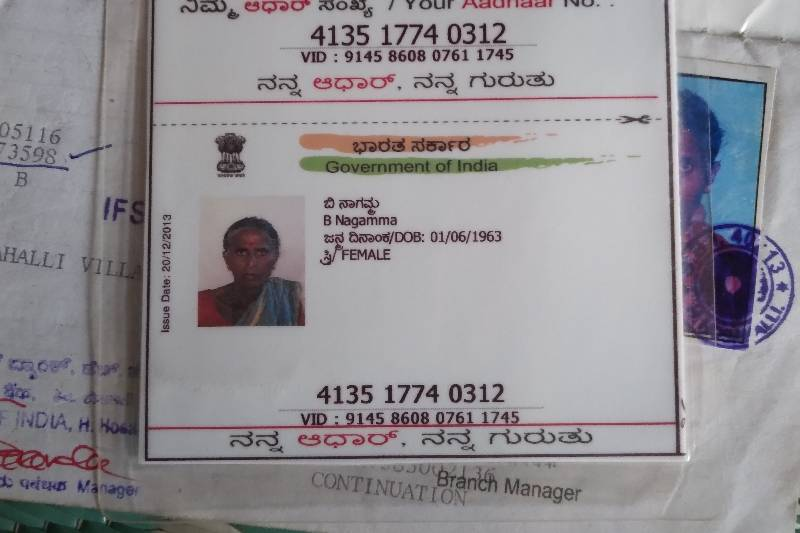 ನಿಮ್ಮ ಆಧಾರ್ ಸಂಖ್ಯೆ / Your Aadhaar No. :
4135 1774 0312
VID : 9145 8608 0761 1745
ನನ್ನ ಆಧಾರ್, ನನ್ನ ಗುರುತು
05116
73598
B
IFS
ಭಾರತ ಸರ್ಕಾರ
Government of India
ಬಿ ನಾಗಮ್ಮ
B Nagamma
ಜನ್ಮ ದಿನಾಂಕ/DOB: 01/06/1963
ಸ್ತ್ರೀ/ FEMALE
Issue Date: 20/12/2013
AHALLI VILLA
4135 1774 0312
VID : 9145 8608 0761 1745
ನನ್ನ ಆಧಾರ್, ನನ್ನ ಗುರುತು
INDIA, H.
Manager
CONTINUATION
Branch Manager